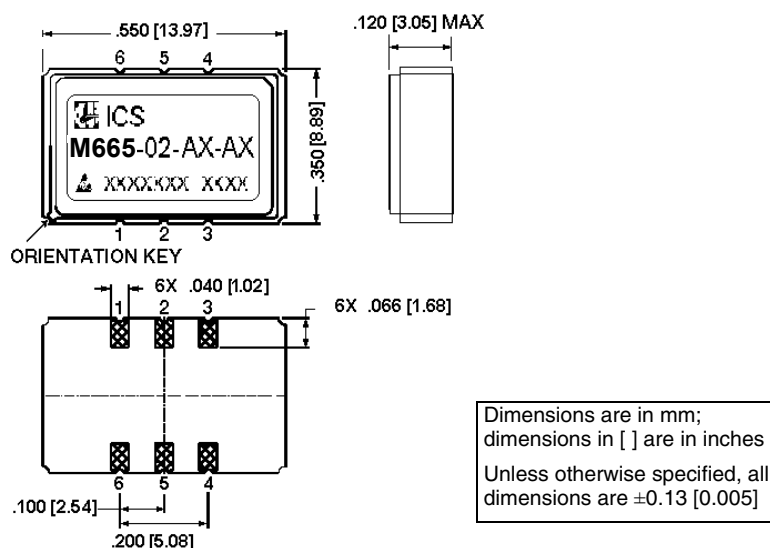 .550 [13.97]
.120 [3.05] MAX
6 5 4
ICS
M665-02-AX-AX
XXXXXXX XXXX
.350 [8.89]
1 2 3
ORIENTATION KEY
6X .040 [1.02]
1 2 3
6X .066 [1.68]
6 5 4
.100 [2.54]
.200 [5.08]
Dimensions are in mm;
dimensions in [ ] are in inches
Unless otherwise specified, all
dimensions are ±0.13 [0.005]